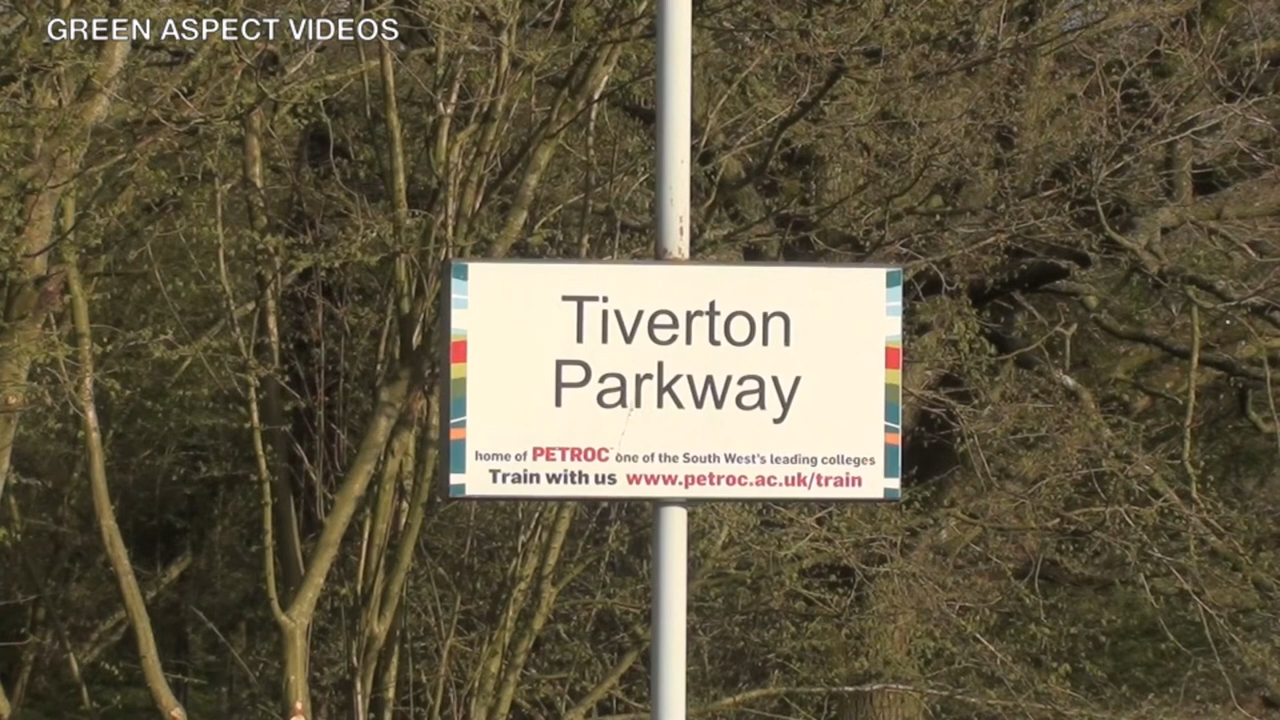 GREEN ASPECT VIDEOS
Tiverton
Parkway
home of PETROC one of the South West's leading colleges
Train with us www.petroc.ac.uk/train